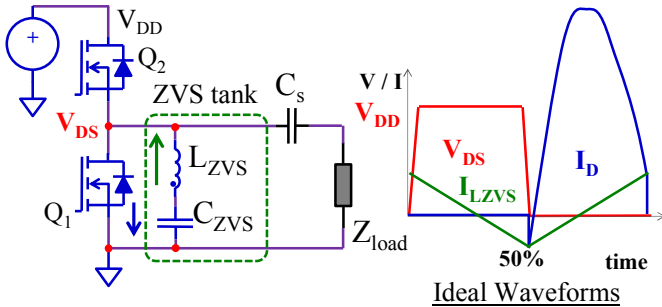 +
V_DD
Q_2
ZVS tank
C_s
V_DS
L_ZVS
C_ZVS
Q_1
Z_load
V / I
V_DD
V_DS
I_LZVS
I_D
50%
time
Ideal Waveforms